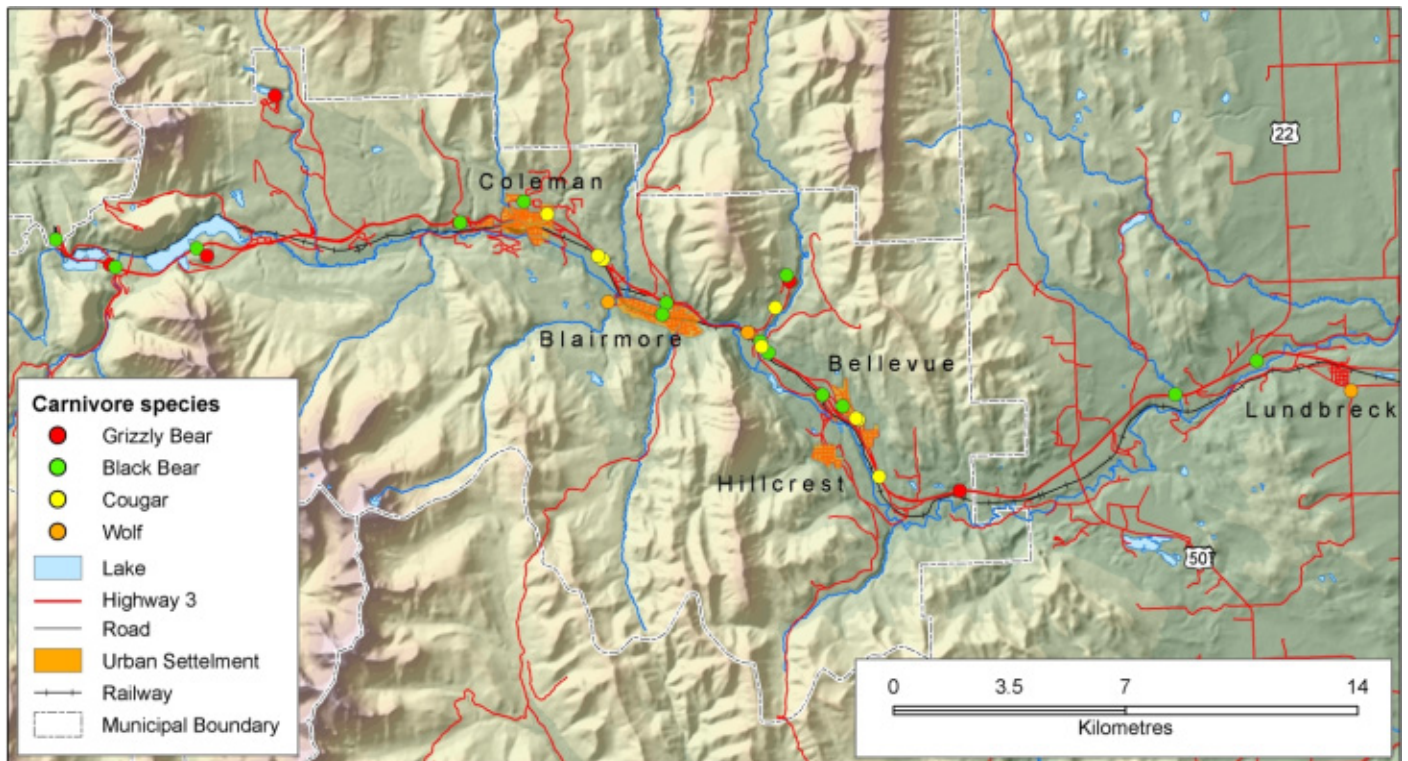 22
Coleman
Blairmore
Bellevue
Lundbreck
Hillcrest
507
Carnivore species
Grizzly Bear
Black Bear
Cougar
Wolf
Lake
Highway 3
Road
Urban Settelment
Railway
Municipal Boundary
0 3.5 7 14
Kilometres